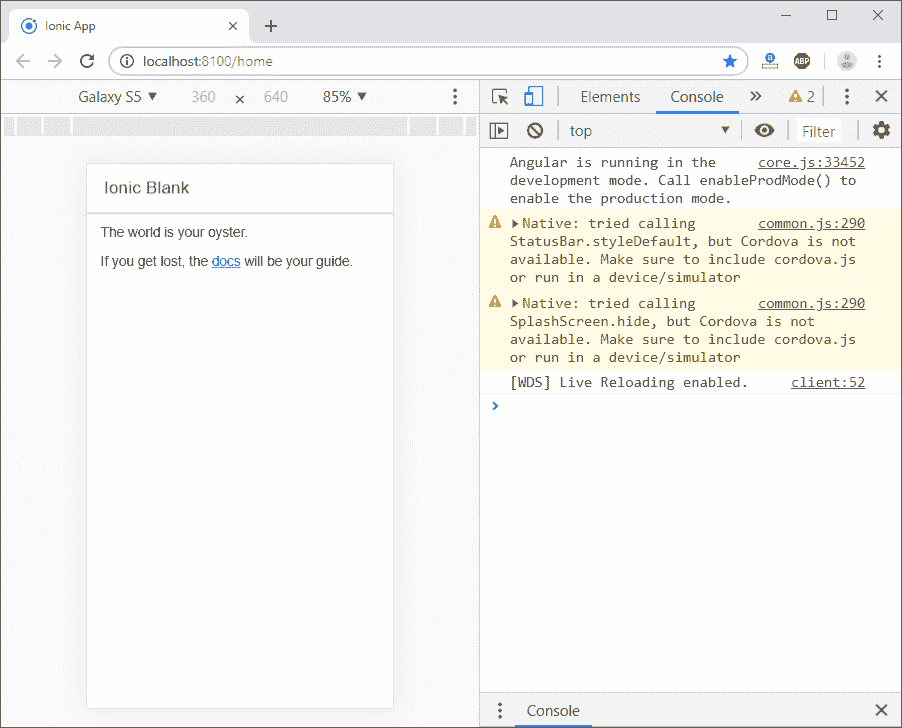 Ionic App
localhost:8100/home
ABP
Galaxy S5 ▼ 360 × 640 85% ▼
Elements Console » 2
top ▼ Filter
Ionic Blank
The world is your oyster.
If you get lost, the docs will be your guide.
Angular is running in the core.js:33452
development mode. Call enableProdMode() to
enable the production mode.
Native: tried calling common.js:290
StatusBar.styleDefault, but Cordova is not
available. Make sure to include cordova.js
or run in a device/simulator
Native: tried calling common.js:290
SplashScreen.hide, but Cordova is not
available. Make sure to include cordova.js
or run in a device/simulator
[WDS] Live Reloading enabled. client:52
Console